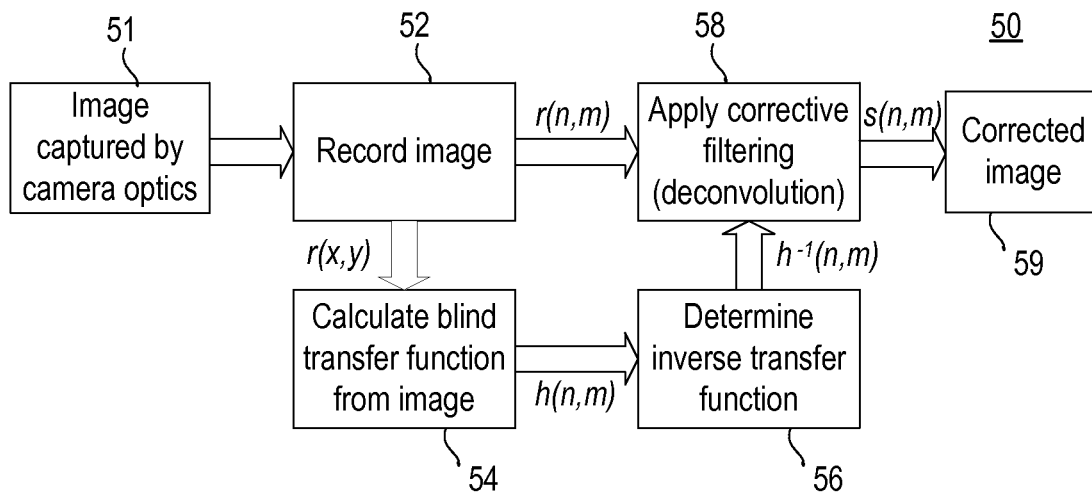 51
52
58
50
Image
captured by
camera optics
Record image
r(n,m)
Apply corrective
filtering
(deconvolution)
s(n,m)
Corrected
image
r(x,y)
h⁻¹(n,m)
59
Calculate blind
transfer function
from image
h(n,m)
Determine
inverse transfer
function
54
56